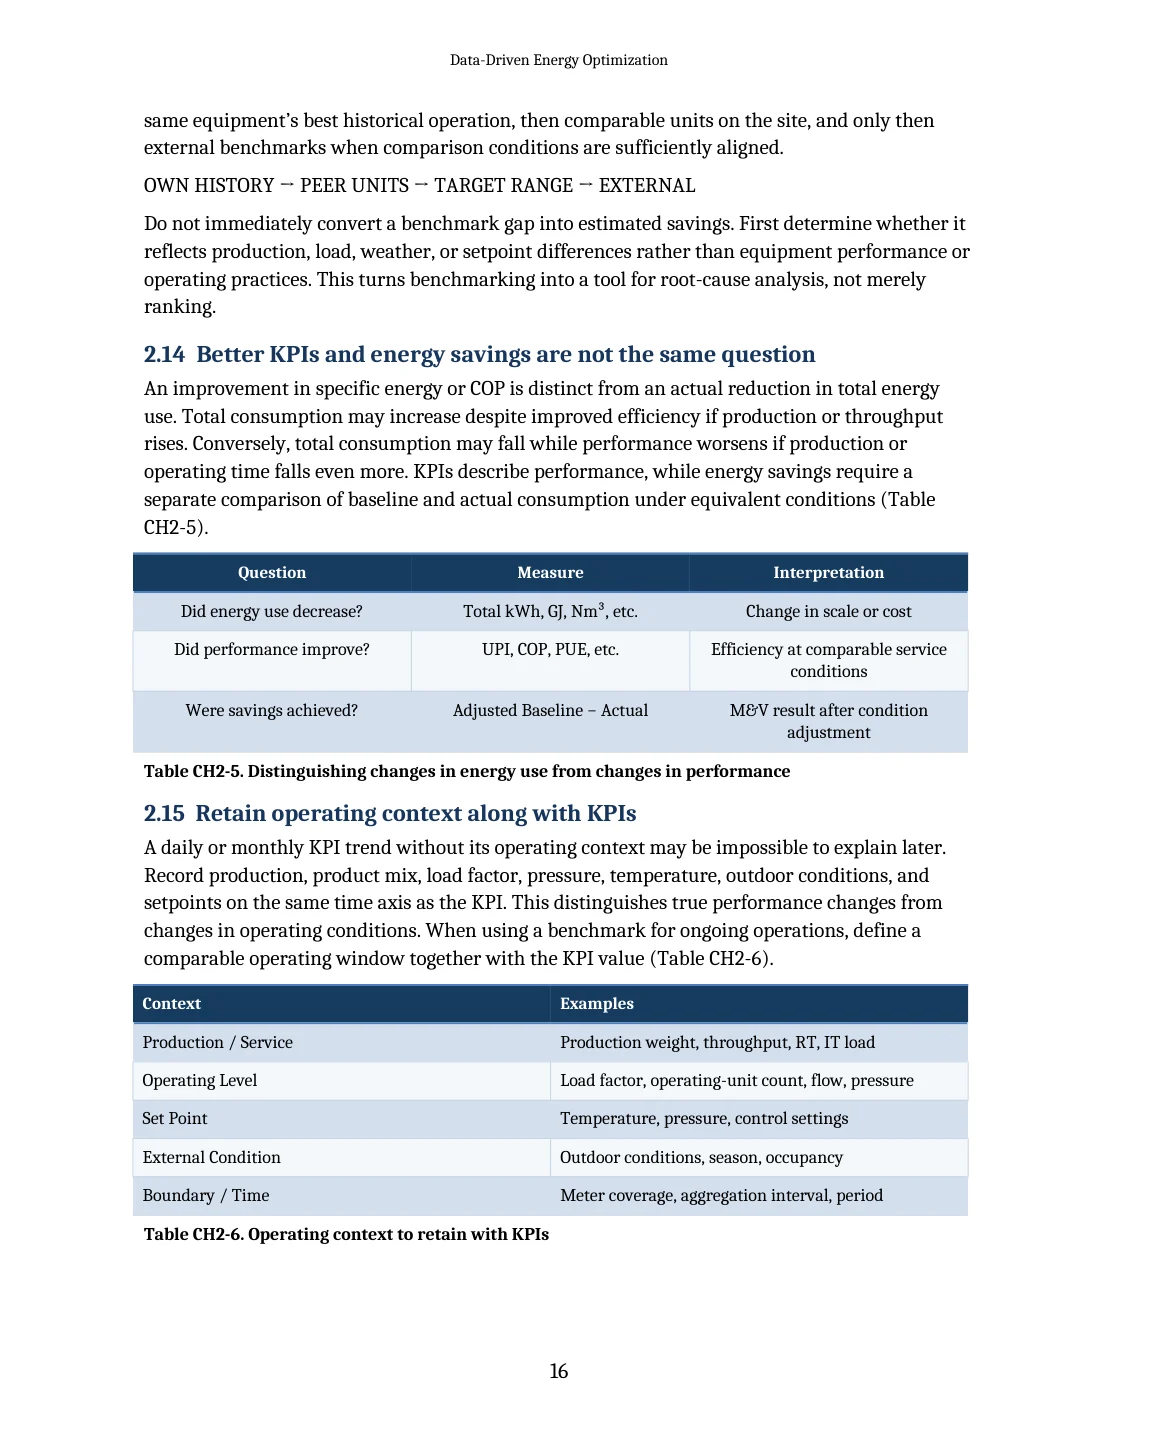 Data-Driven Energy Optimization
same equipment’s best historical operation, then comparable units on the site, and only then
external benchmarks when comparison conditions are sufficiently aligned.
OWN HISTORY → PEER UNITS → TARGET RANGE → EXTERNAL
Do not immediately convert a benchmark gap into estimated savings. First determine whether it
reflects production, load, weather, or setpoint differences rather than equipment performance or
operating practices. This turns benchmarking into a tool for root-cause analysis, not merely
ranking.
2.14 Better KPIs and energy savings are not the same question
An improvement in specific energy or COP is distinct from an actual reduction in total energy
use. Total consumption may increase despite improved efficiency if production or throughput
rises. Conversely, total consumption may fall while performance worsens if production or
operating time falls even more. KPIs describe performance, while energy savings require a
separate comparison of baseline and actual consumption under equivalent conditions (Table
CH2-5).
Question Measure Interpretation
Did energy use decrease? Total kWh, GJ, Nm³, etc. Change in scale or cost
Did performance improve? UPI, COP, PUE, etc. Efficiency at comparable service
conditions
Were savings achieved? Adjusted Baseline − Actual M&V result after condition
adjustment
Table CH2-5. Distinguishing changes in energy use from changes in performance
2.15 Retain operating context along with KPIs
A daily or monthly KPI trend without its operating context may be impossible to explain later.
Record production, product mix, load factor, pressure, temperature, outdoor conditions, and
setpoints on the same time axis as the KPI. This distinguishes true performance changes from
changes in operating conditions. When using a benchmark for ongoing operations, define a
comparable operating window together with the KPI value (Table CH2-6).
Context Examples
Production / Service Production weight, throughput, RT, IT load
Operating Level Load factor, operating-unit count, flow, pressure
Set Point Temperature, pressure, control settings
External Condition Outdoor conditions, season, occupancy
Boundary / Time Meter coverage, aggregation interval, period
Table CH2-6. Operating context to retain with KPIs
16